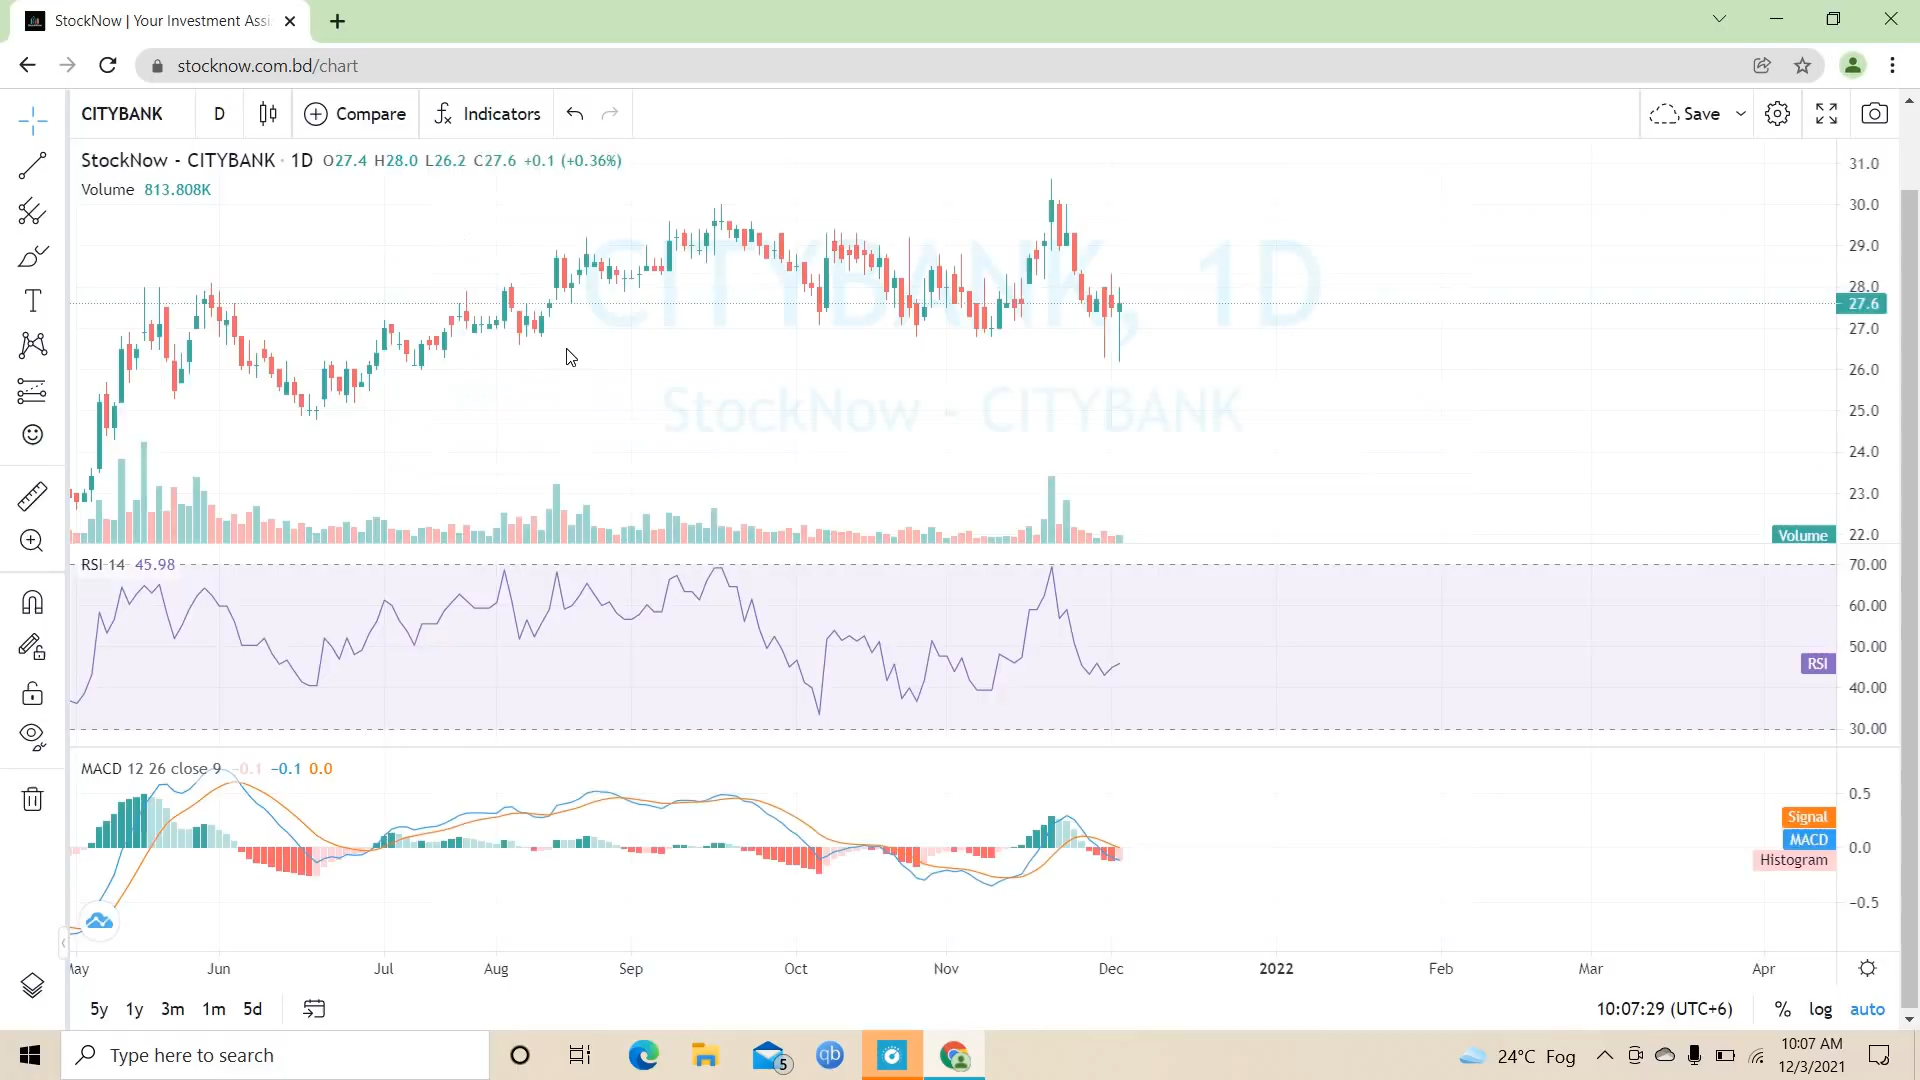 StockNow | Your Investment Assi
stocknow.com.bd/chart
CITYBANK D Compare Indicators Save
StockNow - CITYBANK · 1D O27.4 H28.0 L26.2 C27.6 +0.1 (+0.36%)
Volume 813.808K
CITYBANK, 1D
StockNow - CITYBANK
31.0
30.0
29.0
28.0
27.6
27.0
26.0
25.0
24.0
23.0
22.0
Volume
RSI 14 45.98
70.00
60.00
50.00
RSI
40.00
30.00
MACD 12 26 close 9 −0.1 −0.1 0.0
0.5
Signal
MACD
0.0
Histogram
−0.5
May Jun Jul Aug Sep Oct Nov Dec 2022 Feb Mar Apr
5y 1y 3m 1m 5d 10:07:29 (UTC+6) % log auto
Type here to search 5 qb 24°C Fog 10:07 AM
12/3/2021